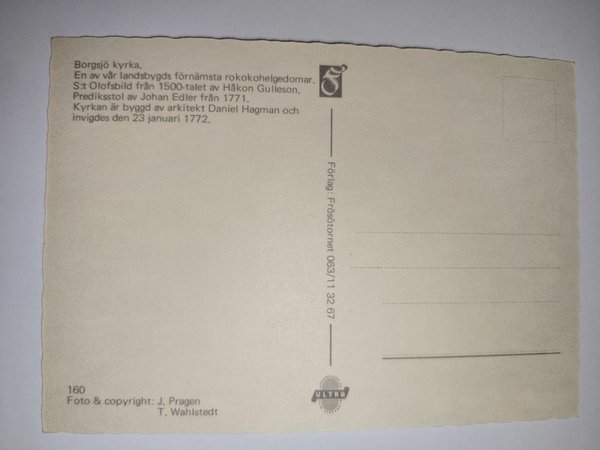 Borgsjö kyrka.
En av vår landsbygds förnämsta rokokohelgedomar.
S:t Olofsbild från 1500-talet av Håkon Gulleson.
Prediksstol av Johan Edler från 1771.
Kyrkan är byggd av arkitekt Daniel Hagman och
invigdes den 23 januari 1772.
Förlag: Frösötornet 063/11 32 67
160
Foto & copyright: J. Pragen
T. Wahlstedt
ULTRA